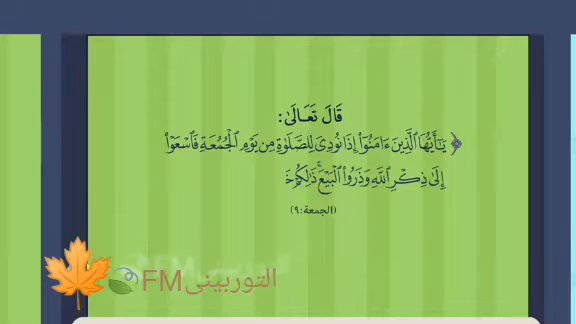 قَالَ تَعَالَىٰ:
﴿يَـٰٓأَيُّهَا ٱلَّذِينَ ءَامَنُوٓا۟ إِذَا نُودِىَ لِلصَّلَوٰةِ مِن يَوْمِ ٱلْجُمُعَةِ فَٱسْعَوْا۟
إِلَىٰ ذِكْرِ ٱللَّهِ وَذَرُوا۟ ٱلْبَيْعَ ۚ ذَٰلِكُمْ خَ
(الجمعة:٩)
التوربينى FM